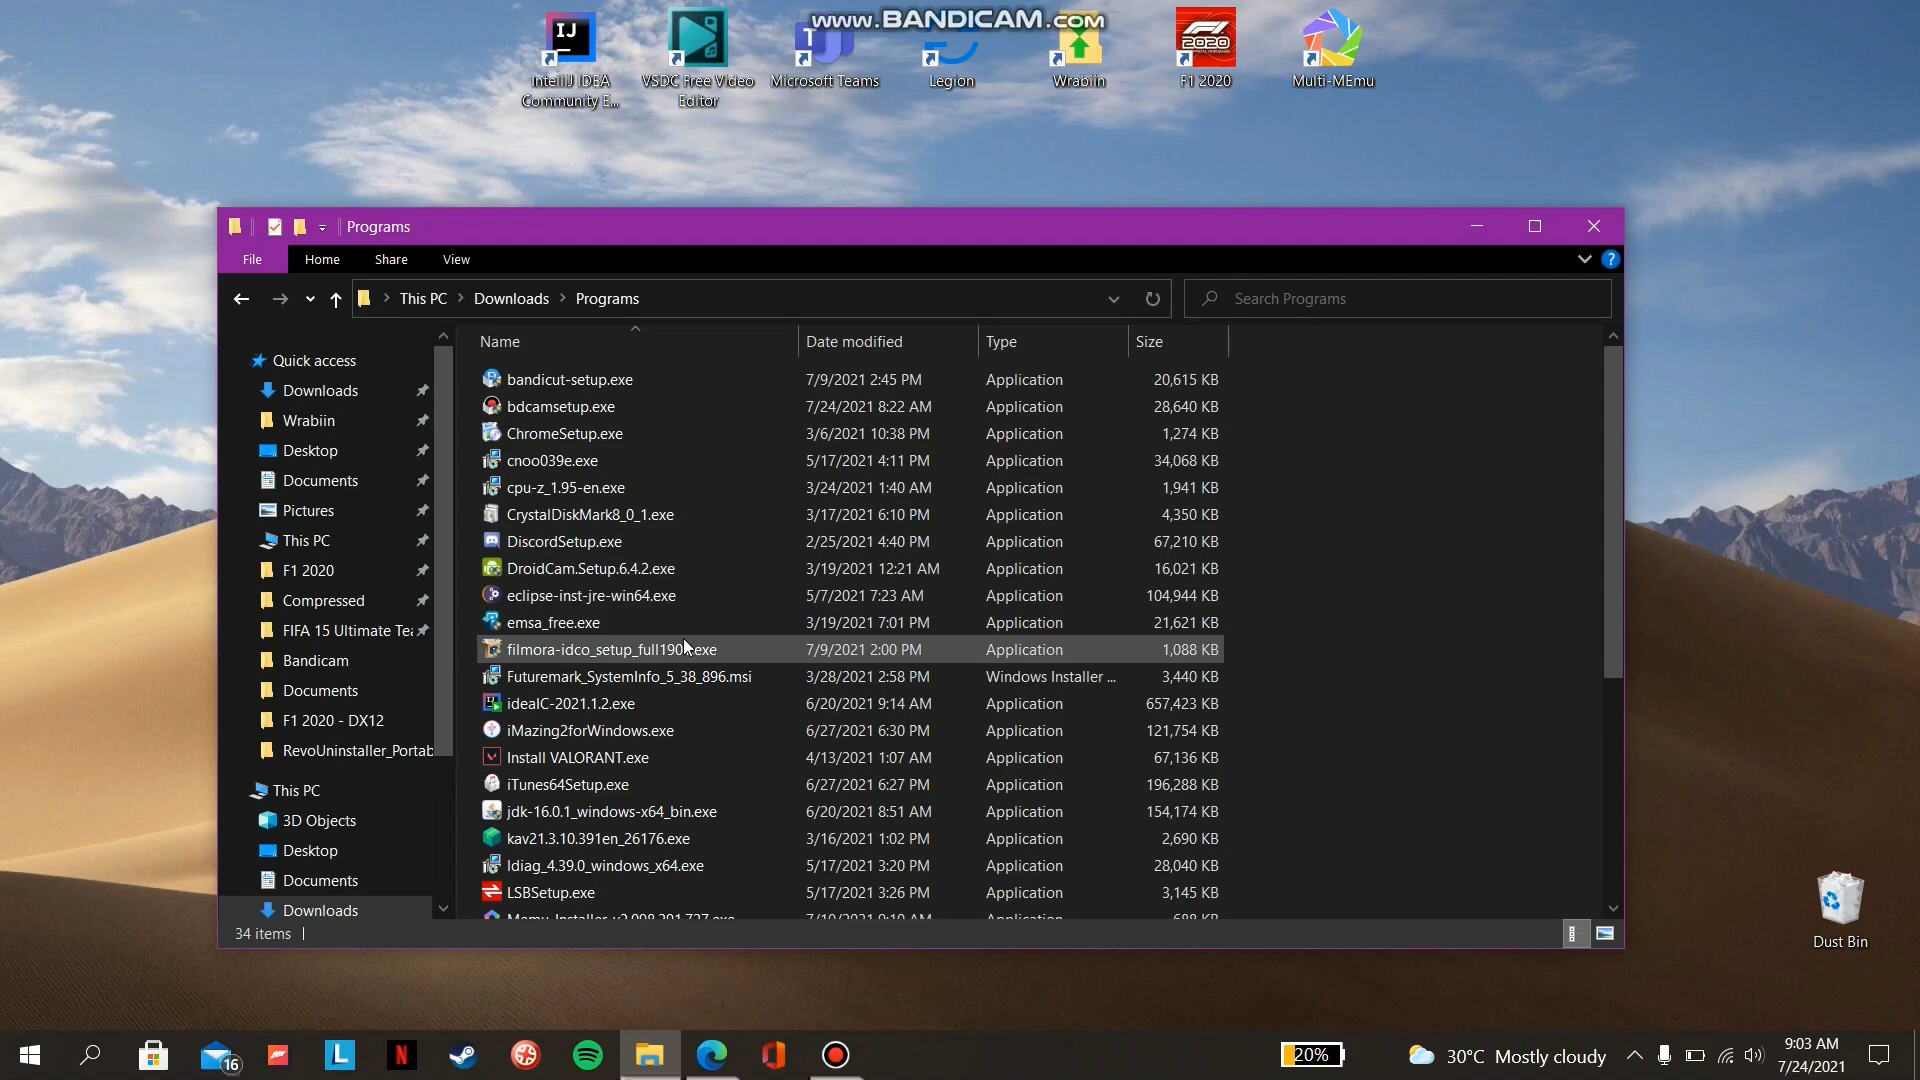 www.BANDICAM.com
IJ
T
2020
IntelliJ IDEA Community E...
VSDC Free Video Editor
Microsoft Teams
Legion
Wrabiin
F1 2020
Multi-MEmu
Programs
File
Home
Share
View
?
This PC
Downloads
Programs
Search Programs
Name
Date modified
Type
Size
Quick access
Downloads
Wrabiin
Desktop
Documents
Pictures
This PC
F1 2020
Compressed
FIFA 15 Ultimate Tea
Bandicam
Documents
F1 2020 - DX12
RevoUninstaller_Portab
This PC
3D Objects
Desktop
Documents
Downloads
bandicut-setup.exe 7/9/2021 2:45 PM Application 20,615 KB
bdcamsetup.exe 7/24/2021 8:22 AM Application 28,640 KB
ChromeSetup.exe 3/6/2021 10:38 PM Application 1,274 KB
cnoo039e.exe 5/17/2021 4:11 PM Application 34,068 KB
cpu-z_1.95-en.exe 3/24/2021 1:40 AM Application 1,941 KB
CrystalDiskMark8_0_1.exe 3/17/2021 6:10 PM Application 4,350 KB
DiscordSetup.exe 2/25/2021 4:40 PM Application 67,210 KB
DroidCam.Setup.6.4.2.exe 3/19/2021 12:21 AM Application 16,021 KB
eclipse-inst-jre-win64.exe 5/7/2021 7:23 AM Application 104,944 KB
emsa_free.exe 3/19/2021 7:01 PM Application 21,621 KB
7/9/2021 2:00 PM Application 1,088 KB
Futuremark_SystemInfo_5_38_896.msi 3/28/2021 2:58 PM Windows Installer ... 3,440 KB
ideaIC-2021.1.2.exe 6/20/2021 9:14 AM Application 657,423 KB
iMazing2forWindows.exe 6/27/2021 6:30 PM Application 121,754 KB
Install VALORANT.exe 4/13/2021 1:07 AM Application 67,136 KB
iTunes64Setup.exe 6/27/2021 6:27 PM Application 196,288 KB
jdk-16.0.1_windows-x64_bin.exe 6/20/2021 8:51 AM Application 154,174 KB
kav21.3.10.391en_26176.exe 3/16/2021 1:02 PM Application 2,690 KB
ldiag_4.39.0_windows_x64.exe 5/17/2021 3:20 PM Application 28,040 KB
LSBSetup.exe 5/17/2021 3:26 PM Application 3,145 KB
34 items
Dust Bin
16
L
N
20%
30°C Mostly cloudy
9:03 AM
7/24/2021